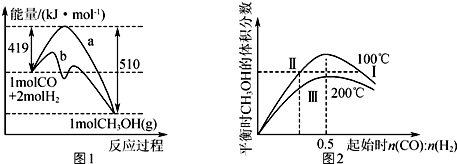 能量/(kJ·mol⁻¹)
419
a
b
510
1molCO
+2molH₂
1molCH₃OH(g)
反应过程
图1
平衡时CH₃OH的体积分数
100℃
Ⅱ
Ⅰ
Ⅲ
200℃
0.5
起始时n(CO):n(H₂)
图2